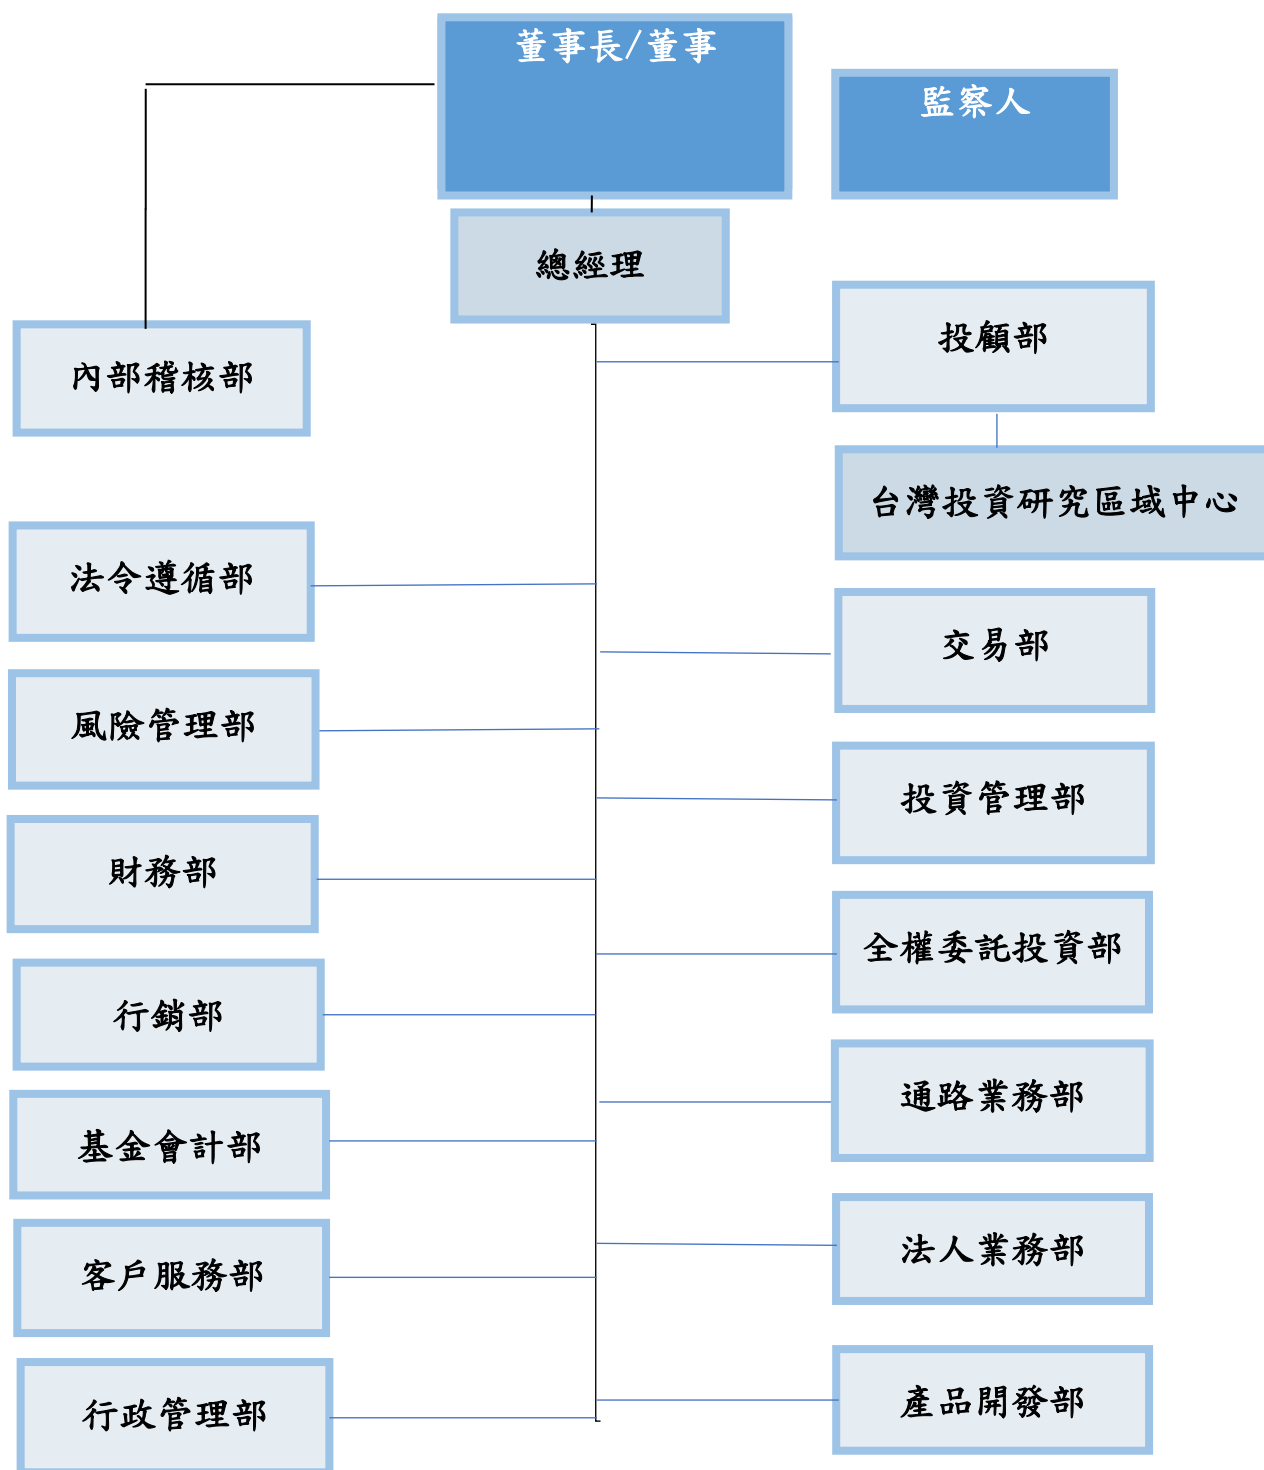 董事長/董事
監察人
總經理
投顧部
內部稽核部
台灣投資研究區域中心
法令遵循部
交易部
風險管理部
投資管理部
財務部
全權委託投資部
行銷部
通路業務部
基金會計部
法人業務部
客戶服務部
產品開發部
行政管理部